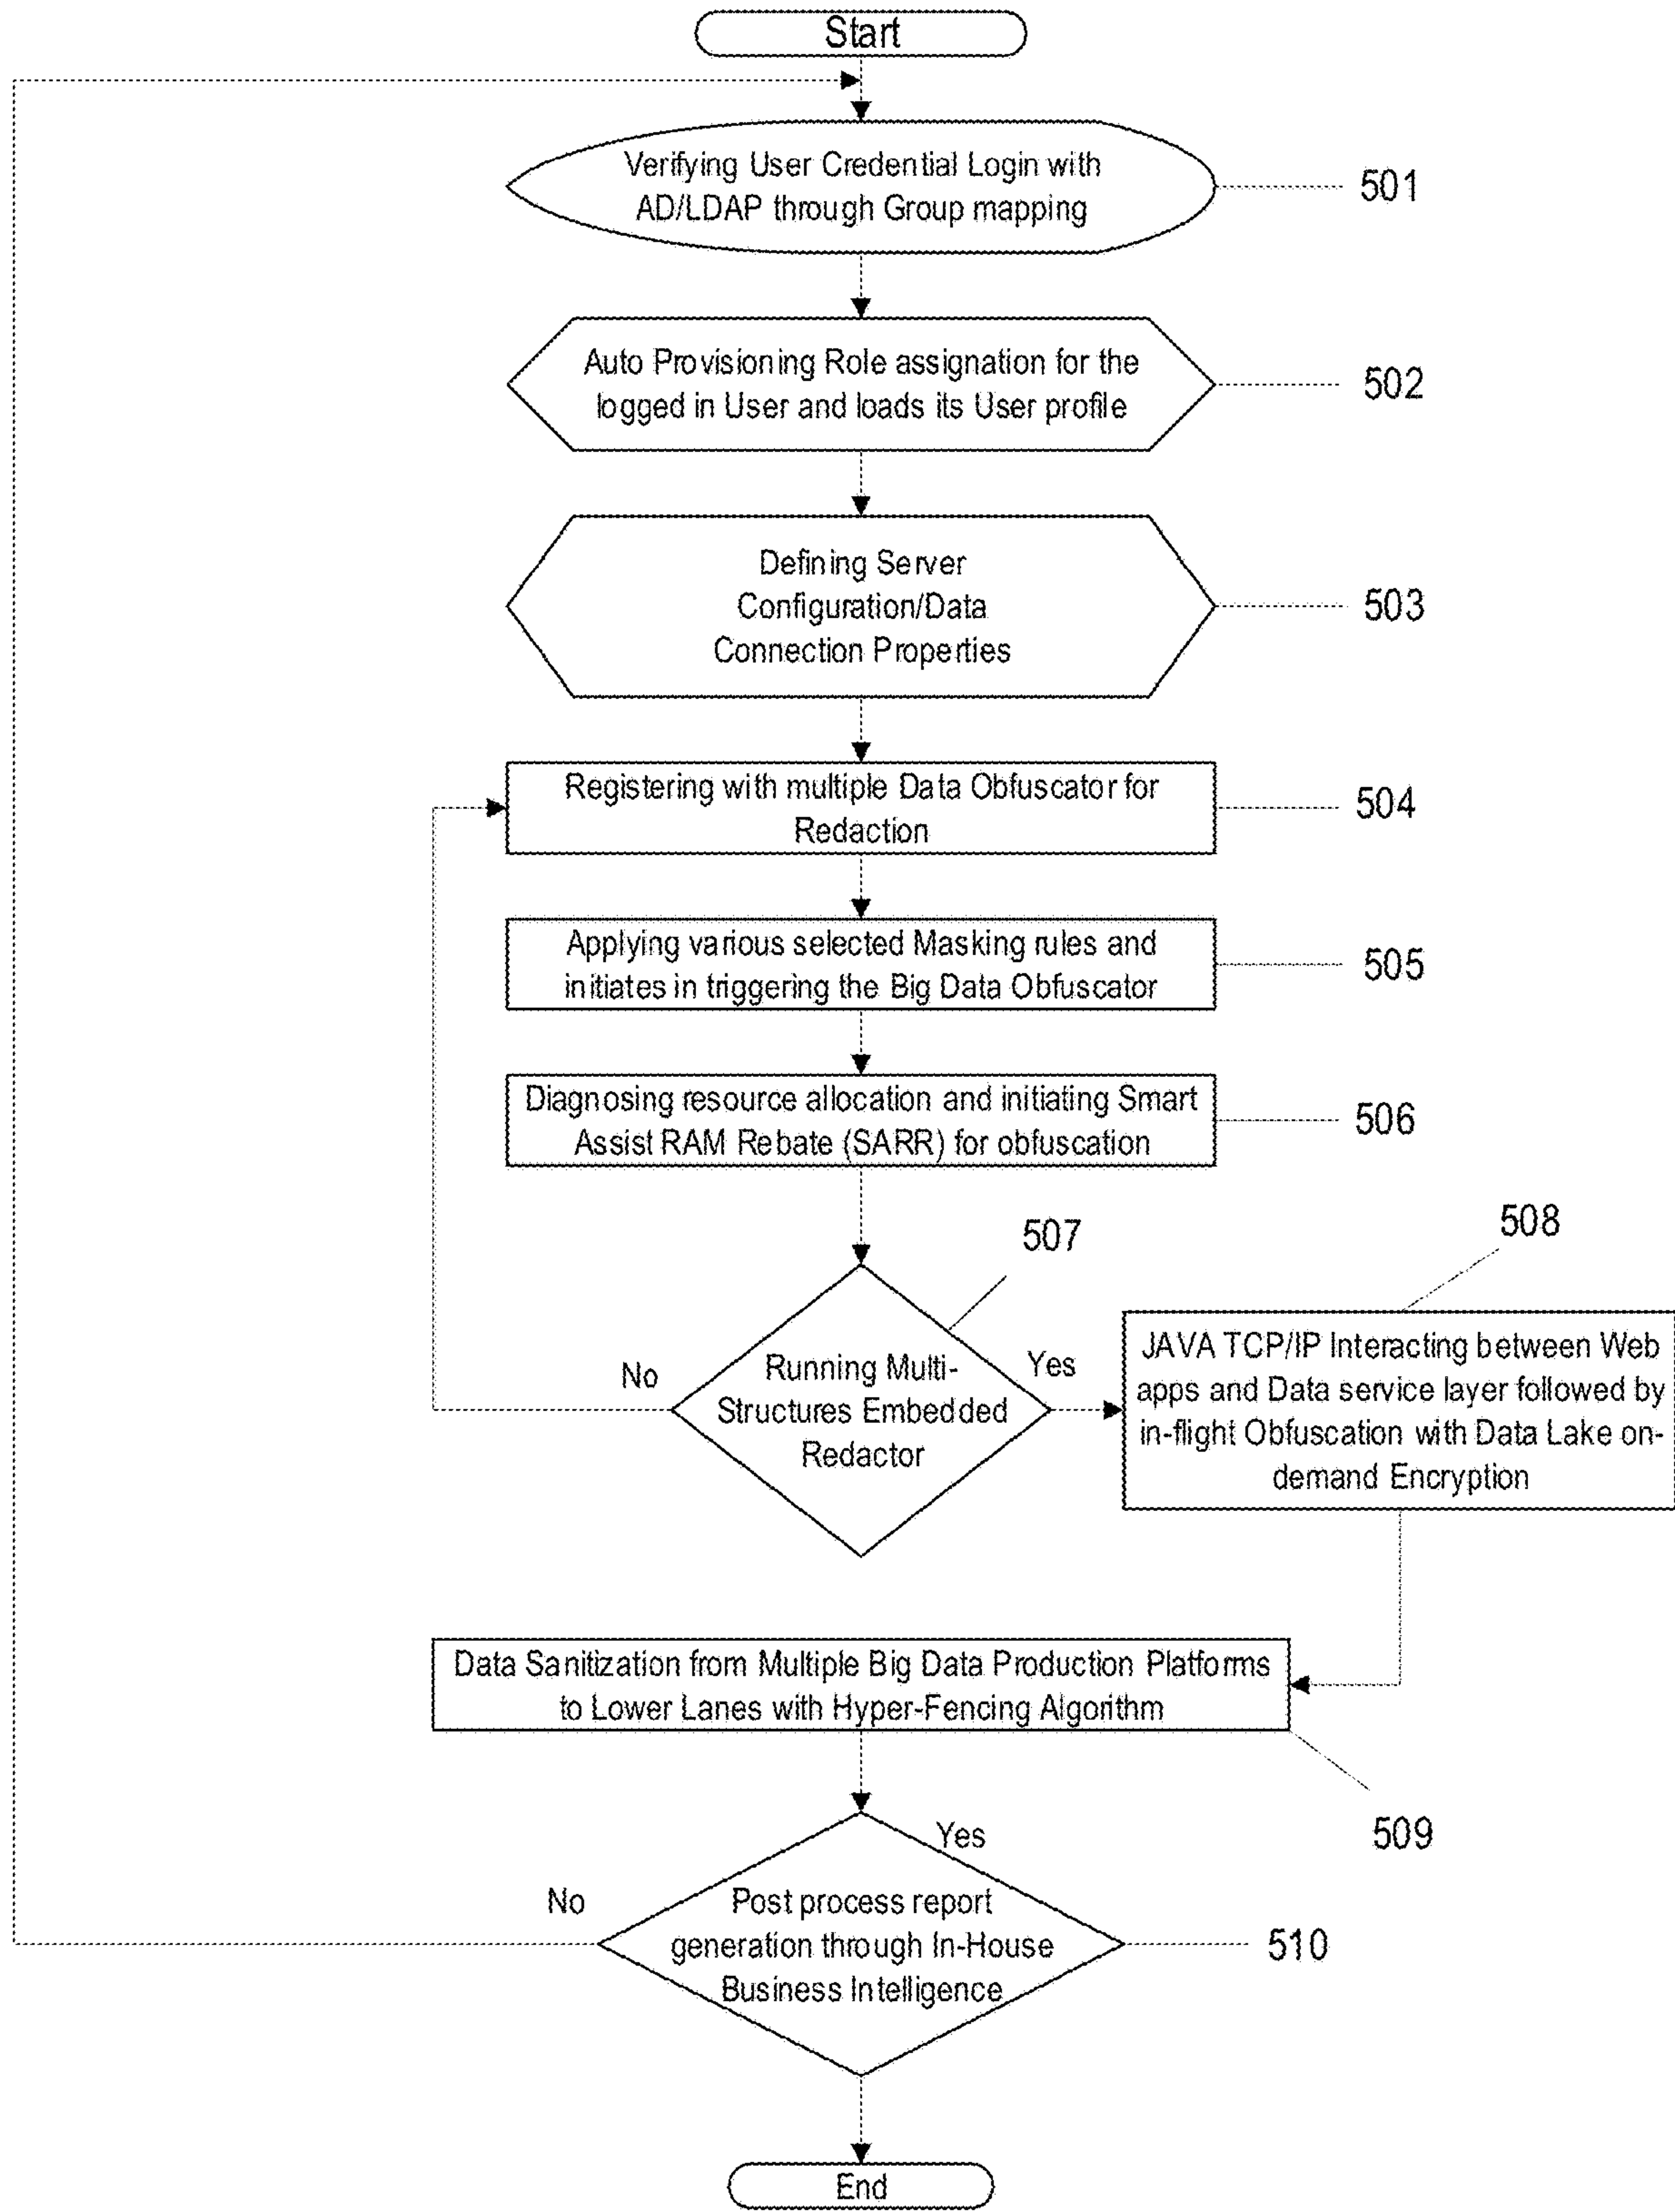 Start
Verifying User Credential Login with
AD/LDAP through Group mapping
501
Auto Provisioning Role assignation for the
logged in User and loads its User profile
502
Defining Server
Configuration/Data
Connection Properties
503
Registering with multiple Data Obfuscator for
Redaction
504
Applying various selected Masking rules and
initiates in triggering the Big Data Obfuscator
505
Diagnosing resource allocation and initiating Smart
Assist RAM Rebate (SARR) for obfuscation
506
507
508
No
Running Multi-
Structures Embedded
Redactor
Yes
JAVA TCP/IP Interacting between Web
apps and Data service layer followed by
in-flight Obfuscation with Data Lake on-
demand Encryption
Data Sanitization from Multiple Big Data Production Platforms
to Lower Lanes with Hyper-Fencing Algorithm
509
Yes
No
Post process report
generation through In-House
Business Intelligence
510
End